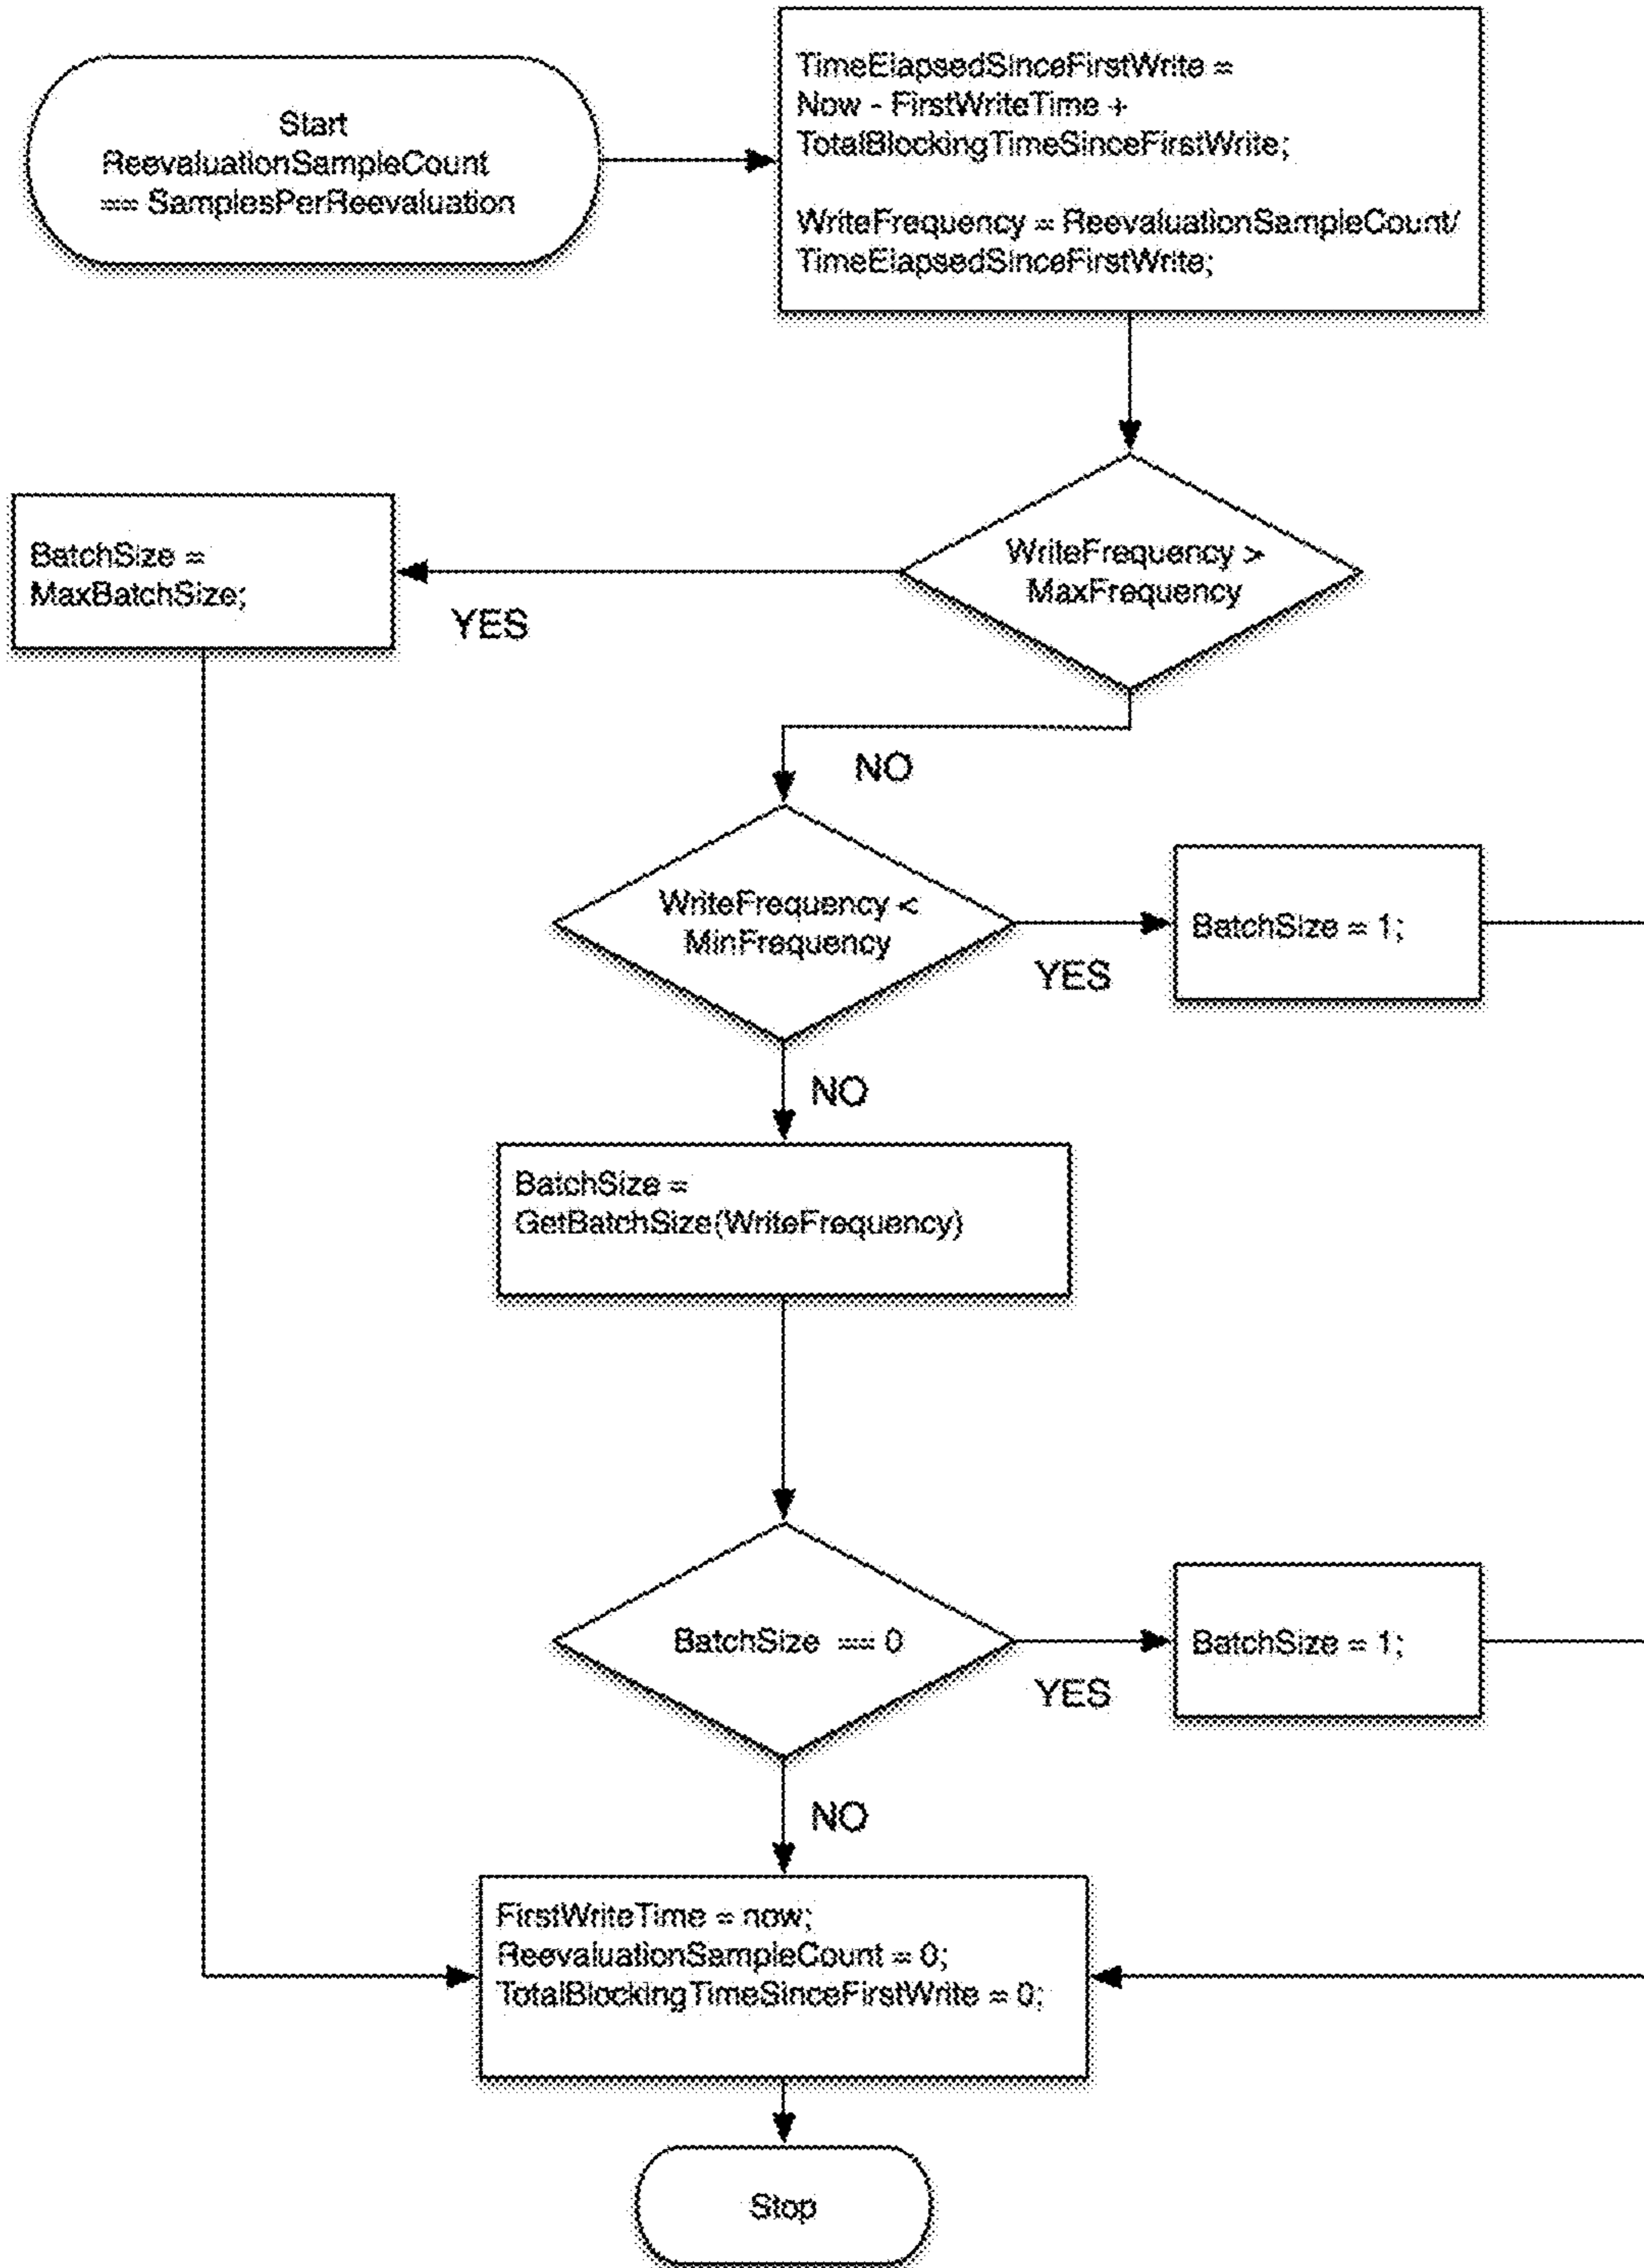 Start
ReevaluationSampleCount
== SamplesPerReevaluation
TimeElapsedSinceFirstWrite =
Now - FirstWriteTime +
TotalBlockingTimeSinceFirstWrite;
WriteFrequency = ReevaluationSampleCount/
TimeElapsedSinceFirstWrite;
WriteFrequency >
MaxFrequency
YES
BatchSize =
MaxBatchSize;
NO
WriteFrequency <
MinFrequency
YES
BatchSize = 1;
NO
BatchSize =
GetBatchSize(WriteFrequency)
BatchSize == 0
YES
BatchSize = 1;
NO
FirstWriteTime = now;
ReevaluationSampleCount = 0;
TotalBlockingTimeSinceFirstWrite = 0;
Stop